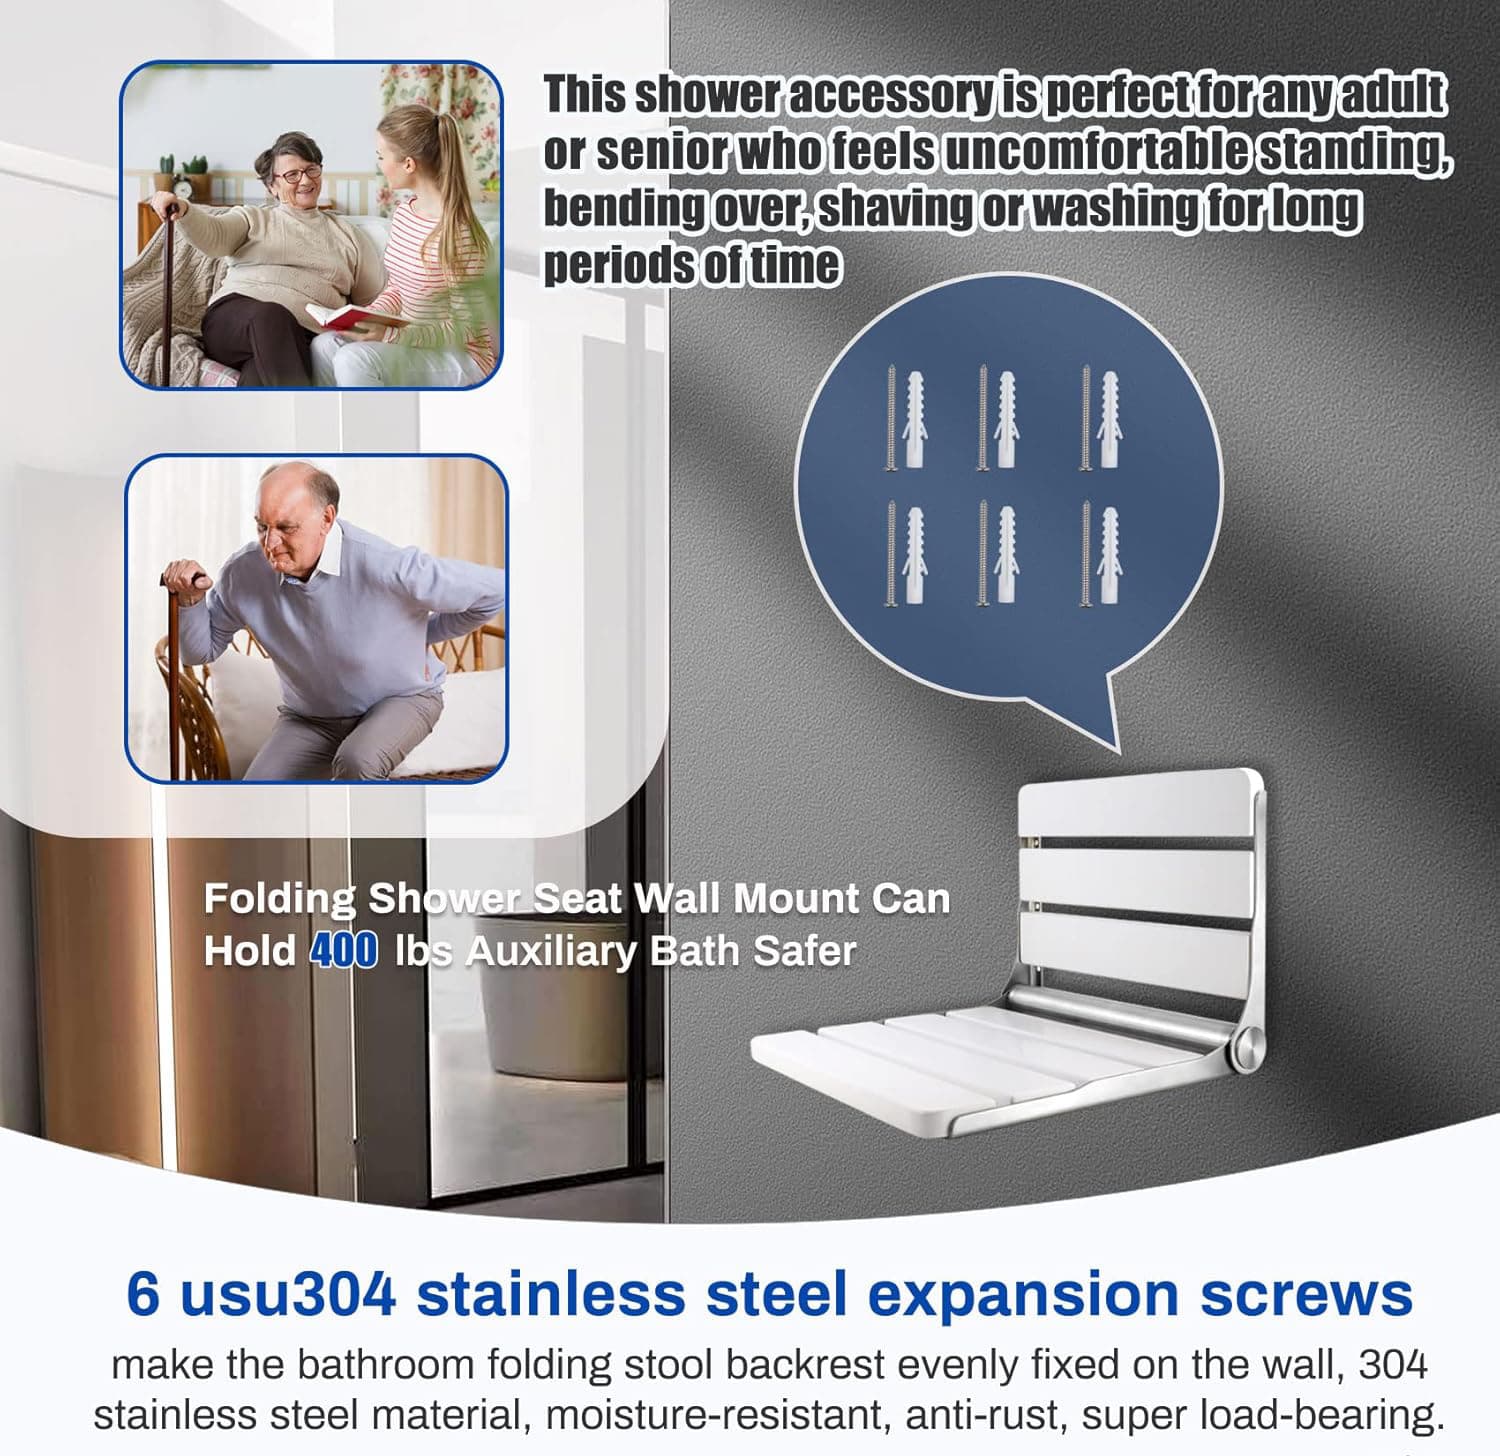 This shower accessory is perfect for any adult
or senior who feels uncomfortable standing,
bending over, shaving or washing for long
periods of time
Folding Shower Seat Wall Mount Can
Hold 400 lbs Auxiliary Bath Safer
6 usu304 stainless steel expansion screws
make the bathroom folding stool backrest evenly fixed on the wall, 304
stainless steel material, moisture-resistant, anti-rust, super load-bearing.